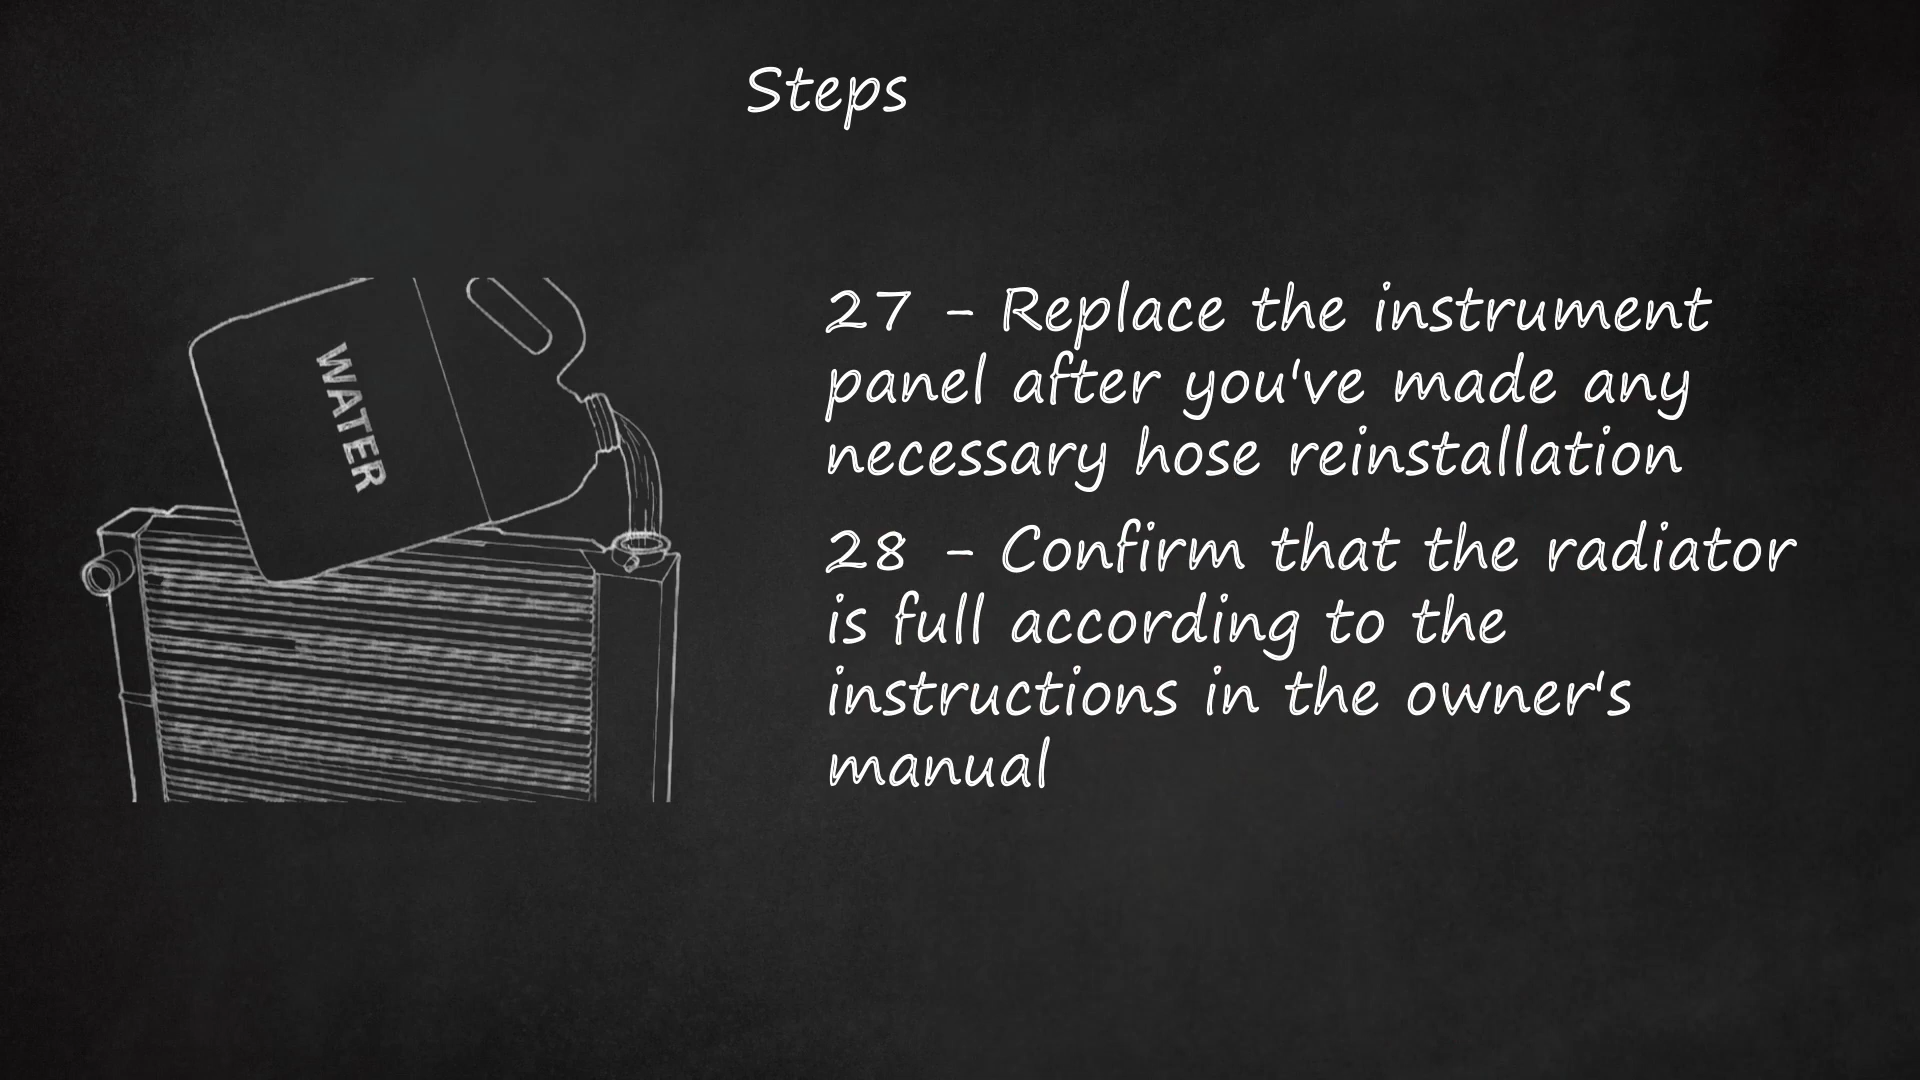 Steps
WATER
27 - Replace the instrument
panel after you've made any
necessary hose reinstallation
28 - Confirm that the radiator
is full according to the
instructions in the owner's
manual